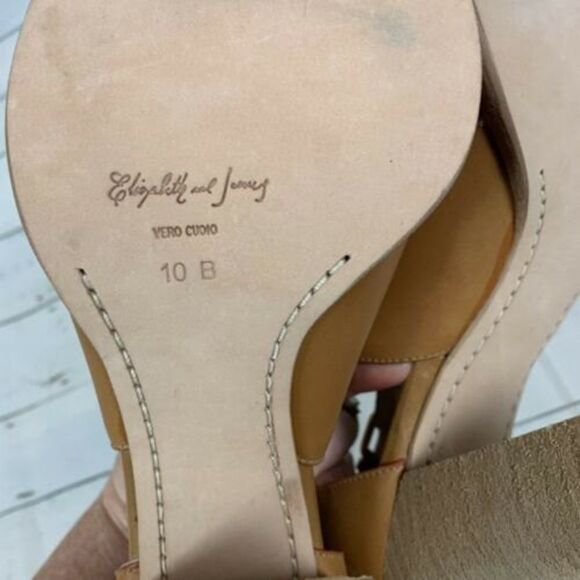 Elizabeth and James
VERO CUOIO
10 B